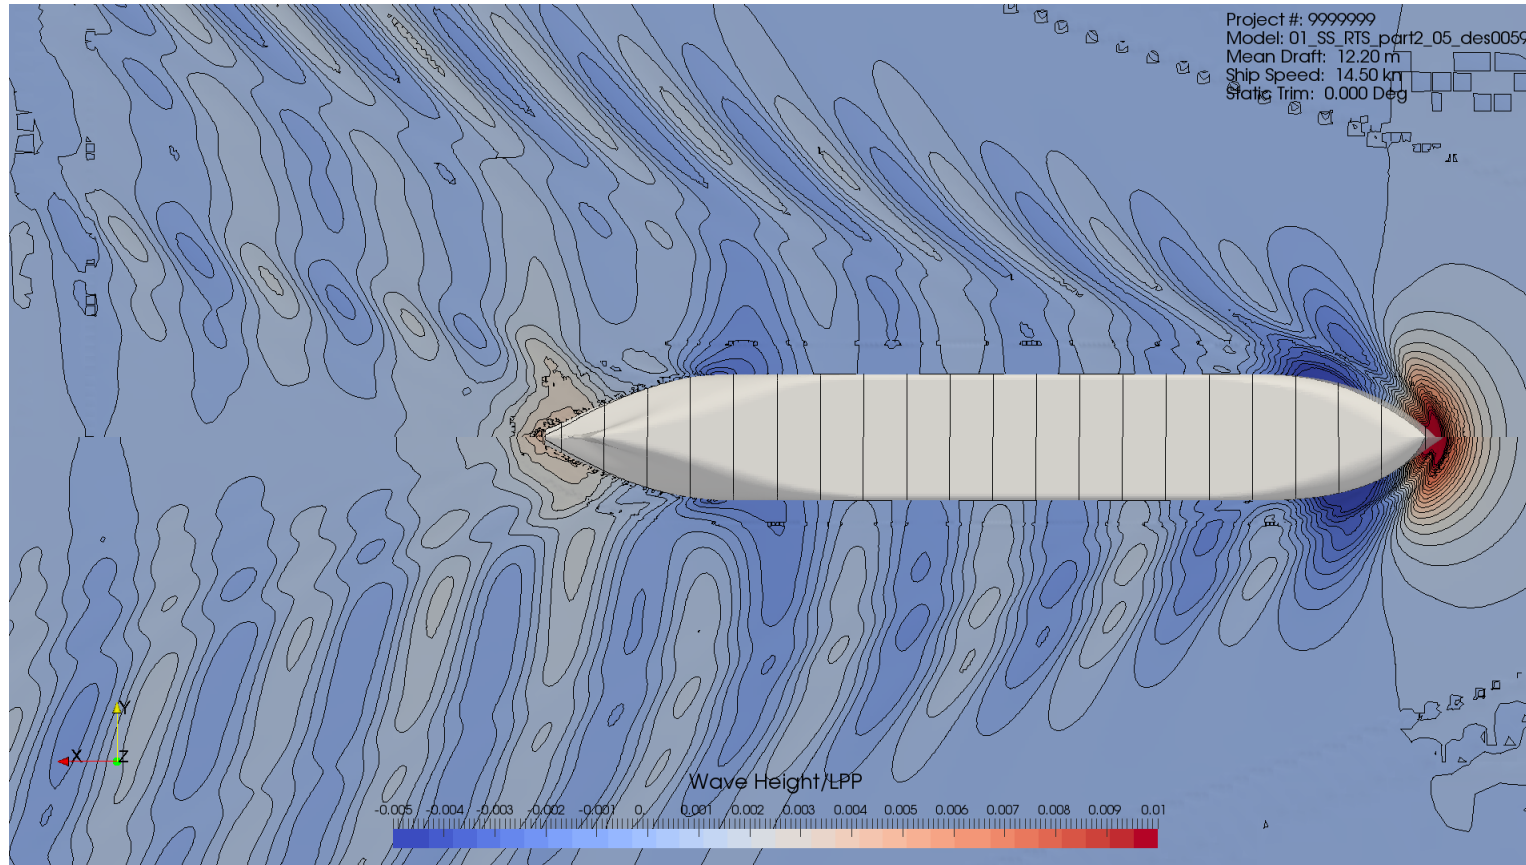 Project #: 9999999
Model: 01_SS_RTS_part2_05_des0059
Mean Draft: 12.20 m
Ship Speed: 14.50 kn
Static Trim: 0.000 Deg
Y
X
Z
Wave Height/LPP
-0.005 -0.004 -0.003 -0.002 -0.001 0 0.001 0.002 0.003 0.004 0.005 0.006 0.007 0.008 0.009 0.01